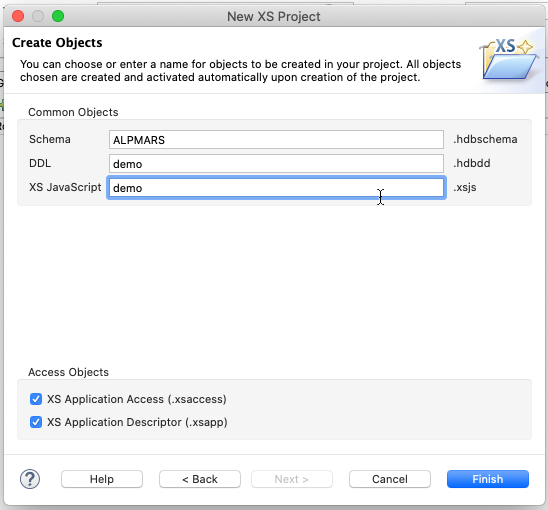 New XS Project
Create Objects
XS
You can choose or enter a name for objects to be created in your project. All objects
chosen are created and activated automatically upon creation of the project.
Common Objects
Schema ALPMARS .hdbschema
DDL demo .hdbdd
XS JavaScript demo .xsjs
Access Objects
XS Application Access (.xsaccess)
XS Application Descriptor (.xsapp)
? Help < Back Next > Cancel Finish